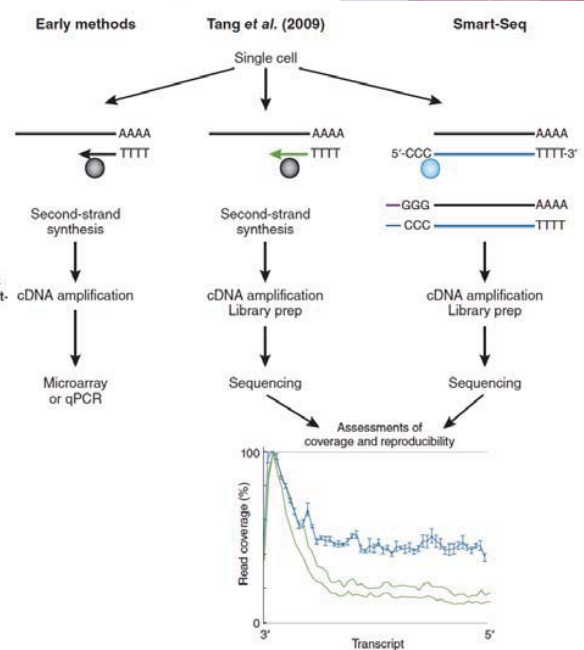 Early methods
Tang et al. (2009)
Smart-Seq
Single cell
AAAA
TTTT
AAAA
TTTT
AAAA
5′-CCC
TTTT-3′
GGG
AAAA
CCC
TTTT
Second-strand
synthesis
Second-strand
synthesis
t-
cDNA amplification
cDNA amplification
Library prep
cDNA amplification
Library prep
Microarray
or qPCR
Sequencing
Sequencing
Assessments of
coverage and reproducibility
100
Read coverage (%)
0
3′
5′
Transcript